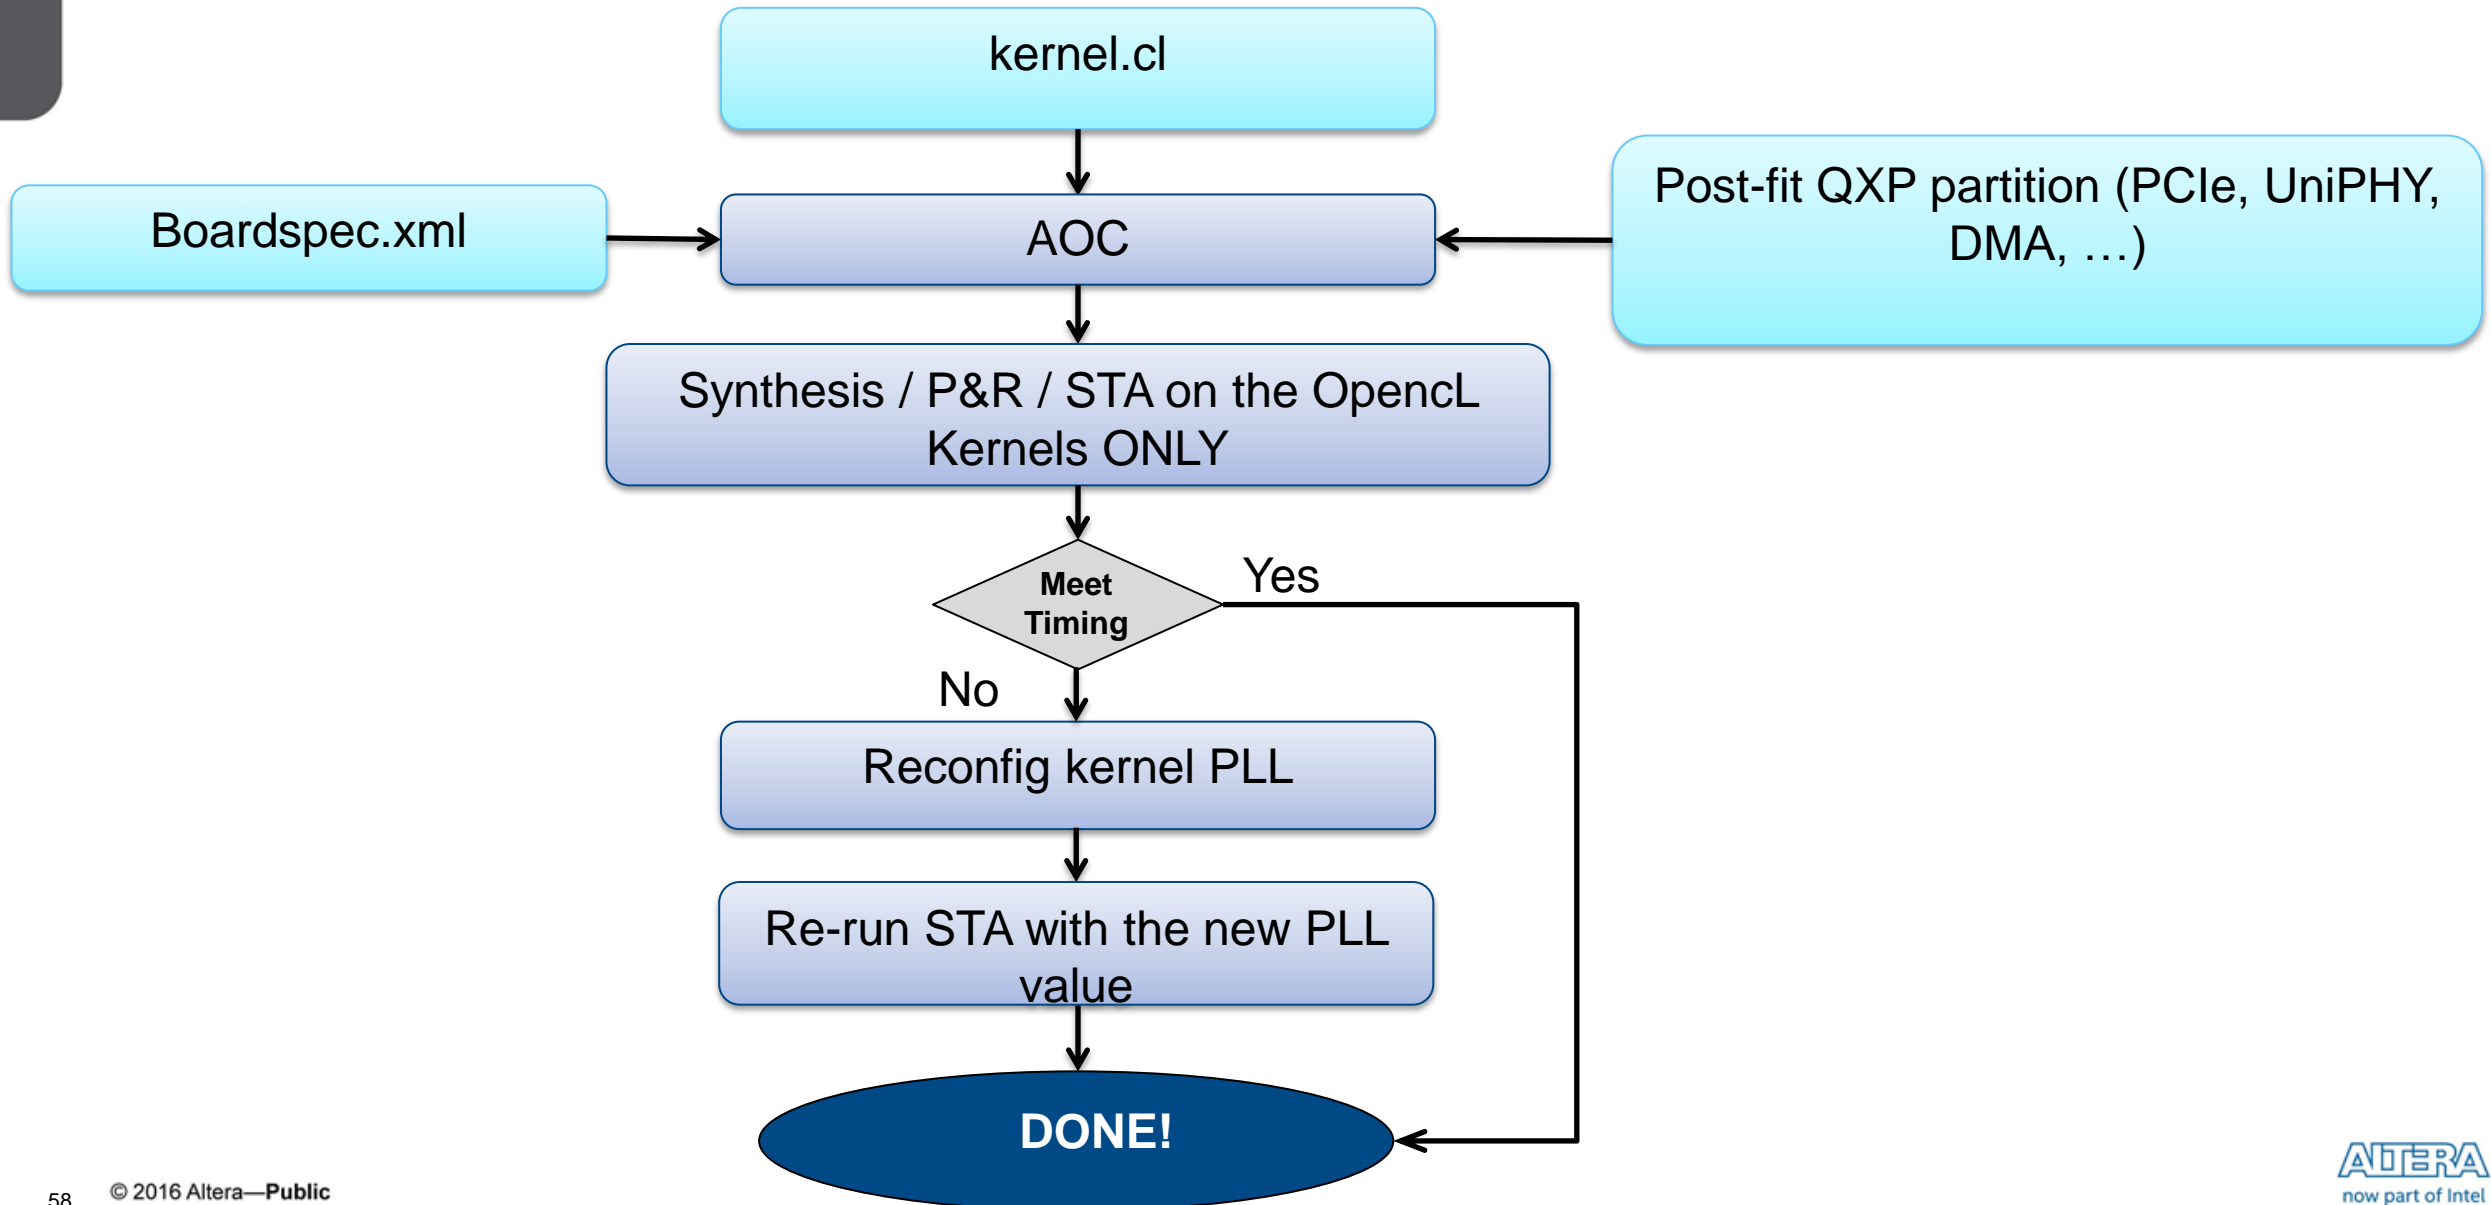 kernel.cl
Boardspec.xml
AOC
Post-fit QXP partition (PCIe, UniPHY,
DMA, …)
Synthesis / P&R / STA on the OpencL
Kernels ONLY
Meet
Timing
Yes
No
Reconfig kernel PLL
Re-run STA with the new PLL
value
DONE!
58
© 2016 Altera—Public
ALTERA
now part of Intel